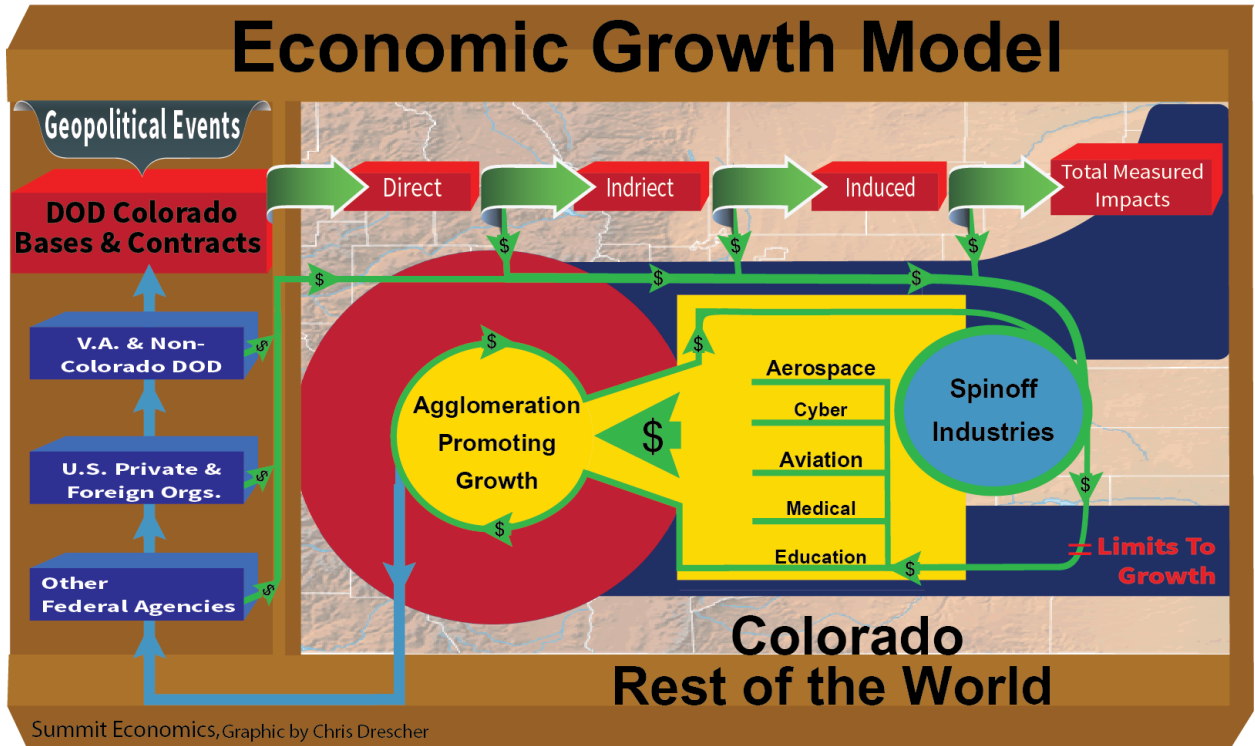 Economic Growth Model
Geopolitical Events
DOD Colorado
Bases & Contracts
Direct
Indriect
Induced
Total Measured
Impacts
$
$
$
$
$
$
V.A. & Non-
Colorado DOD
$
U.S. Private &
Foreign Orgs.
$
Other
Federal Agencies
$
$
Agglomeration
Promoting
Growth
$
$
$
Aerospace
Cyber
Aviation
Medical
Education
Spinoff
Industries
$
$
Limits To
Growth
Colorado
Rest of the World
Summit Economics, Graphic by Chris Drescher